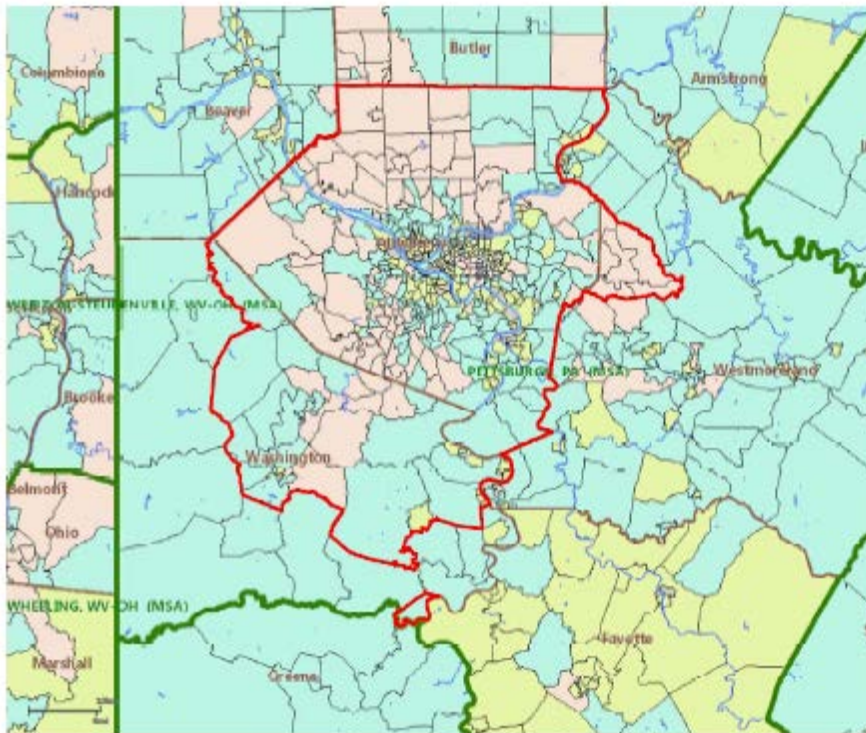 Butler
Columbiana
Armstrong
Beaver
Hancock
Allegheny
WEIRTON-STEUBENVILLE, WV-OH (MSA)
PITTSBURGH, PA (MSA)
Westmoreland
Brooke
Washington
Belmont
Ohio
WHEELING, WV-OH (MSA)
Fayette
Marshall
Greene